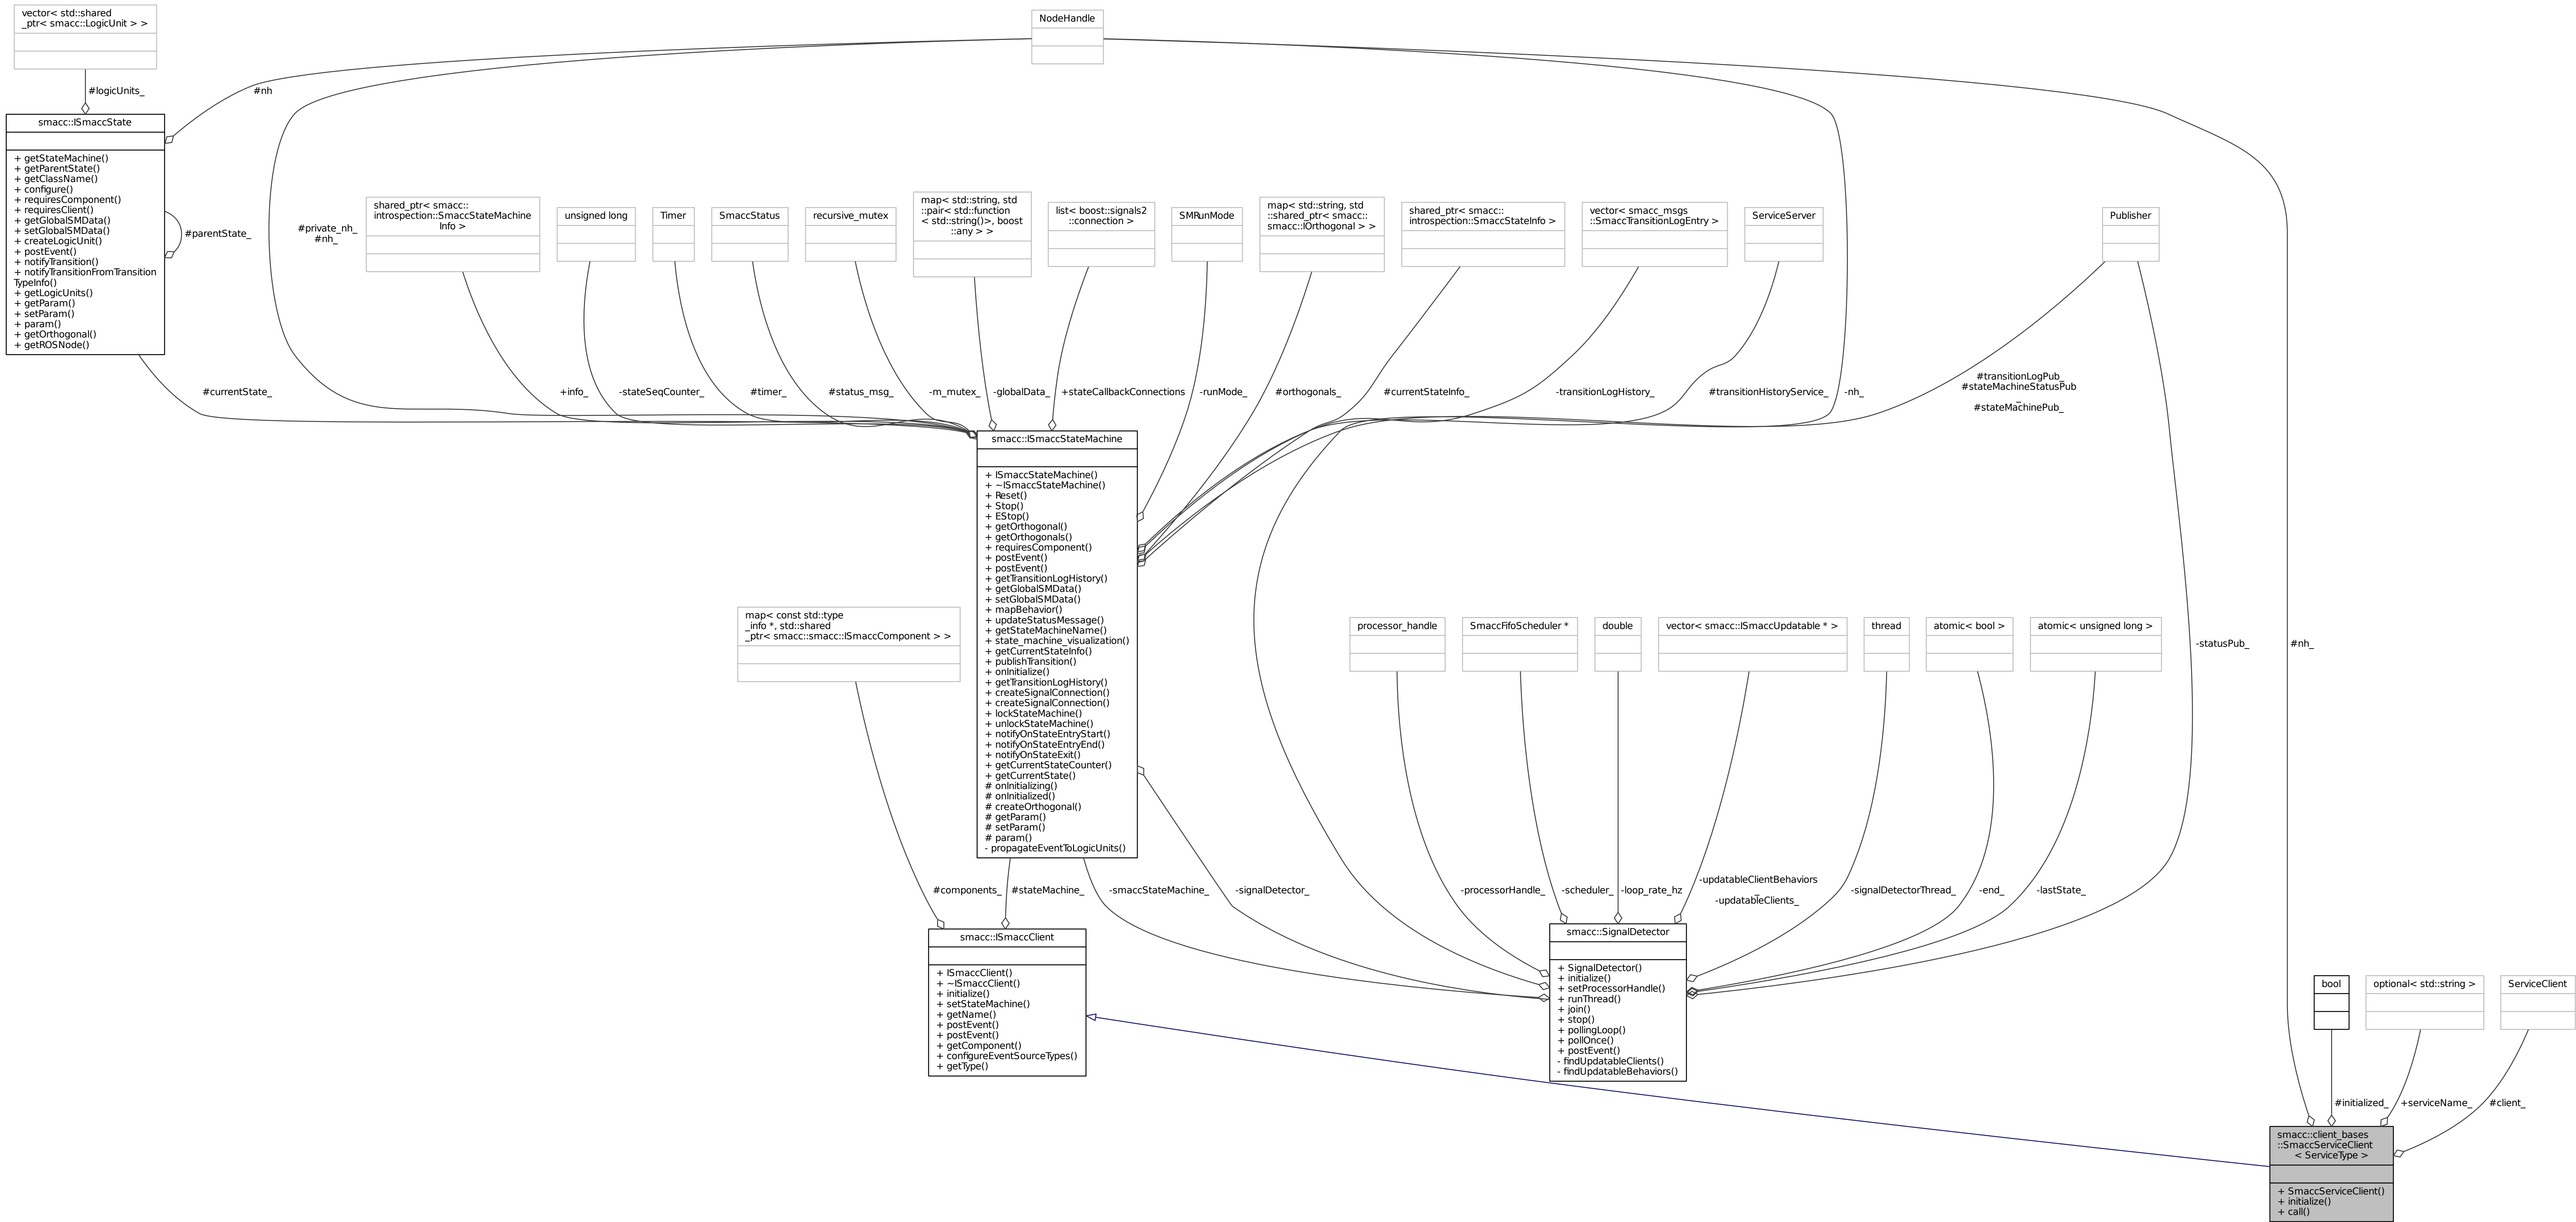 vector< std::shared
_ptr< smacc::LogicUnit > >
NodeHandle
#logicUnits_
#nh
smacc::ISmaccState
+ getStateMachine()
+ getParentState()
+ getClassName()
+ configure()
+ requiresComponent()
+ requiresClient()
+ getGlobalSMData()
+ setGlobalSMData()
+ createLogicUnit()
+ postEvent()
+ notifyTransition()
+ notifyTransitionFromTransition
TypeInfo()
+ getLogicUnits()
+ getParam()
+ setParam()
+ param()
+ getOrthogonal()
+ getROSNode()
#parentState_
#private_nh_
#nh_
shared_ptr< smacc::
introspection::SmaccStateMachine
Info >
unsigned long
Timer
SmaccStatus
recursive_mutex
map< std::string, std
::pair< std::function
< std::string()>, boost
::any > >
list< boost::signals2
::connection >
SMRunMode
map< std::string, std
::shared_ptr< smacc::
smacc::IOrthogonal > >
shared_ptr< smacc::
introspection::SmaccStateInfo >
vector< smacc_msgs
::SmaccTransitionLogEntry >
ServiceServer
Publisher
#currentState_
+info_
-stateSeqCounter_
#timer_
#status_msg_
-m_mutex_
-globalData_
+stateCallbackConnections
-runMode_
#orthogonals_
#currentStateInfo_
-transitionLogHistory_
#transitionHistoryService_
-nh_
#transitionLogPub_
#stateMachineStatusPub
_
#stateMachinePub_
smacc::ISmaccStateMachine
+ ISmaccStateMachine()
+ ~ISmaccStateMachine()
+ Reset()
+ Stop()
+ EStop()
+ getOrthogonal()
+ getOrthogonals()
+ requiresComponent()
+ postEvent()
+ postEvent()
+ getTransitionLogHistory()
+ getGlobalSMData()
+ setGlobalSMData()
+ mapBehavior()
+ updateStatusMessage()
+ getStateMachineName()
+ state_machine_visualization()
+ getCurrentStateInfo()
+ publishTransition()
+ onInitialize()
+ getTransitionLogHistory()
+ createSignalConnection()
+ createSignalConnection()
+ lockStateMachine()
+ unlockStateMachine()
+ notifyOnStateEntryStart()
+ notifyOnStateEntryEnd()
+ notifyOnStateExit()
+ getCurrentStateCounter()
+ getCurrentState()
# onInitializing()
# onInitialized()
# createOrthogonal()
# getParam()
# setParam()
# param()
- propagateEventToLogicUnits()
map< const std::type
_info *, std::shared
_ptr< smacc::smacc::ISmaccComponent > >
processor_handle
SmaccFifoScheduler *
double
vector< smacc::ISmaccUpdatable * >
thread
atomic< bool >
atomic< unsigned long >
-statusPub_
#nh_
#components_
#stateMachine_
-smaccStateMachine_
-signalDetector_
-processorHandle_
-scheduler_
-loop_rate_hz
-updatableClientBehaviors
_
-updatableClients_
-signalDetectorThread_
-end_
-lastState_
smacc::ISmaccClient
+ ISmaccClient()
+ ~ISmaccClient()
+ initialize()
+ setStateMachine()
+ getName()
+ postEvent()
+ postEvent()
+ getComponent()
+ configureEventSourceTypes()
+ getType()
smacc::SignalDetector
+ SignalDetector()
+ initialize()
+ setProcessorHandle()
+ runThread()
+ join()
+ stop()
+ pollingLoop()
+ pollOnce()
+ postEvent()
- findUpdatableClients()
- findUpdatableBehaviors()
bool
optional< std::string >
ServiceClient
#initialized_
+serviceName_
#client_
smacc::client_bases
::SmaccServiceClient
< ServiceType >
+ SmaccServiceClient()
+ initialize()
+ call()